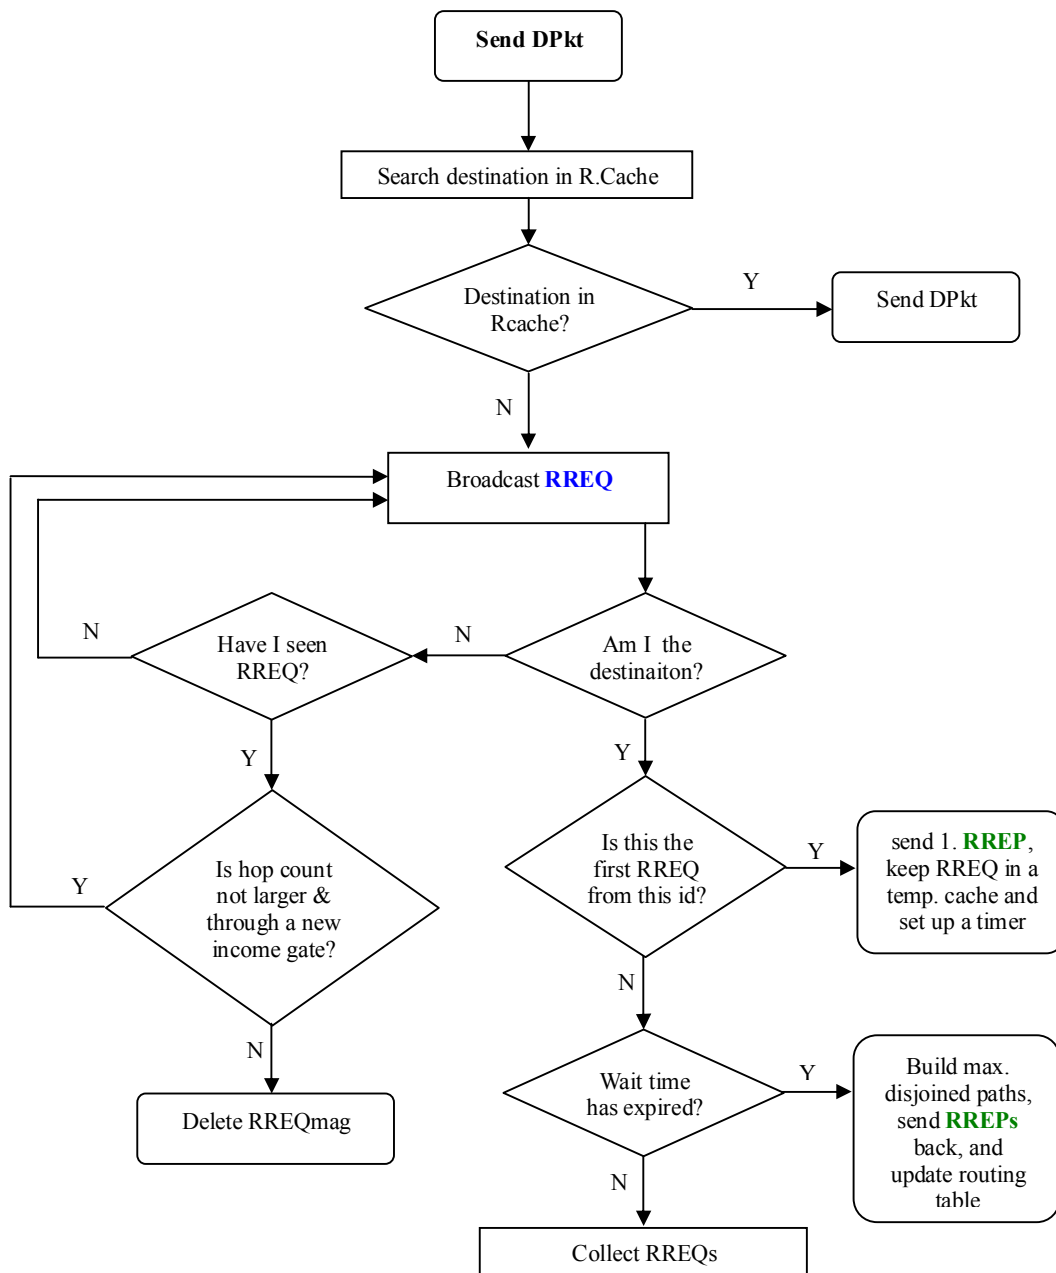 Send DPkt
Search destination in R.Cache
Destination in
Rcache?
Y
Send DPkt
N
Broadcast RREQ
N
Have I seen
RREQ?
N
Am I the
destinaiton?
Y
Y
Is hop count
not larger &
through a new
income gate?
Y
Is this the
first RREQ
from this id?
Y
send 1. RREP,
keep RREQ in a
temp. cache and
set up a timer
N
N
Delete RREQmag
Wait time
has expired?
Y
Build max.
disjoined paths,
send RREPs
back, and
update routing
table
N
Collect RREQs